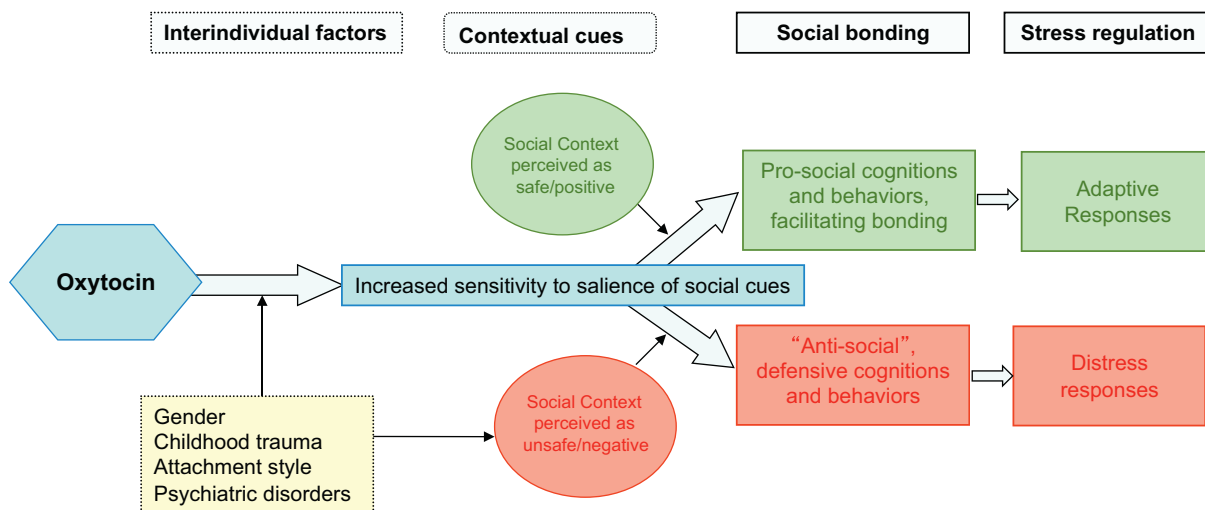 Interindividual factors
Contextual cues
Social bonding
Stress regulation
Social Context
perceived as
safe/positive
Pro-social cognitions
and behaviors,
facilitating bonding
Adaptive
Responses
Oxytocin
Increased sensitivity to salience of social cues
“Anti-social”,
defensive cognitions
and behaviors
Distress
responses
Social Context
perceived as
unsafe/negative
Gender
Childhood trauma
Attachment style
Psychiatric disorders